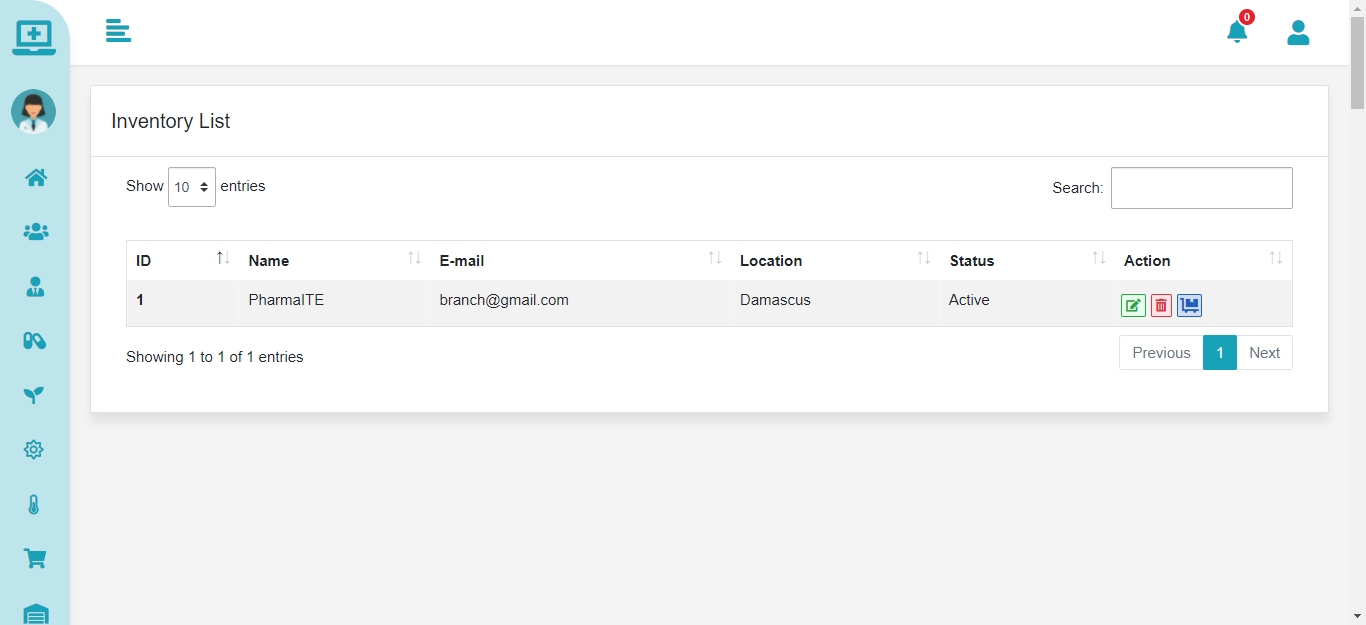 0
Inventory List
Show 10 entries Search:
ID Name E-mail Location Status Action
1 PharmaITE branch@gmail.com Damascus Active
Showing 1 to 1 of 1 entries Previous 1 Next